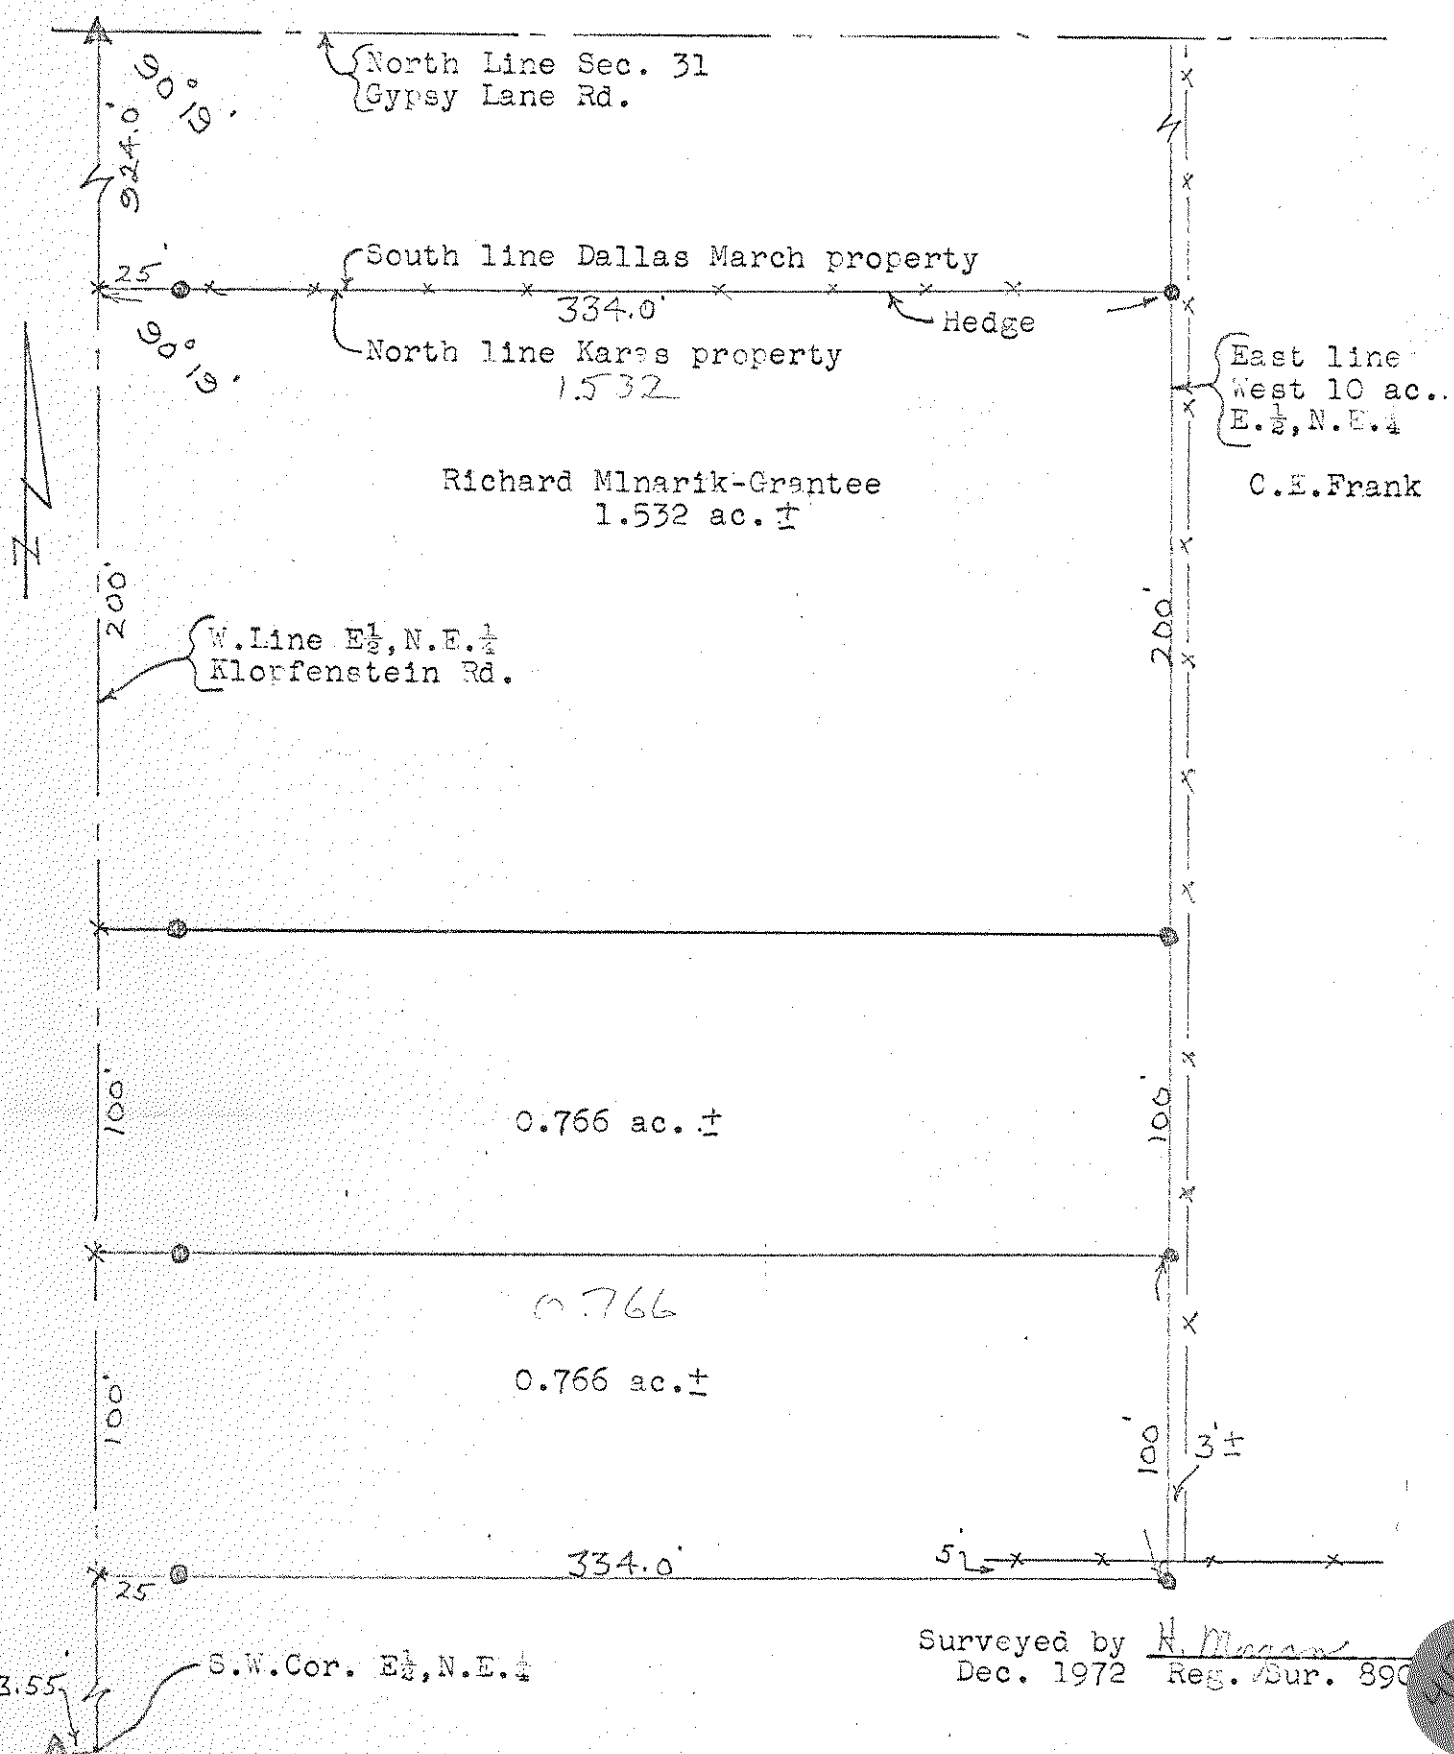 North Line Sec. 31
Gypsy Lane Rd.
90° 19'
924.0'
25'
South line Dallas March property
334.0'
Hedge
90° 19'
North line Karas property
1.532
East line
West 10 ac..
E.½,N.E.¼
Richard Mlnarik-Grantee
1.532 ac.±
C.E.Frank
N
200'
200'
W.Line E½,N.E.¼
Klopfenstein Rd.
100'
0.766 ac.±
100'
0.766
0.766 ac.±
100'
100'
3'±
5'
334.0'
25
Surveyed by H.
Dec. 1972 Reg. Sur. 890
S.W.Cor. E½,N.E.¼
3.55'